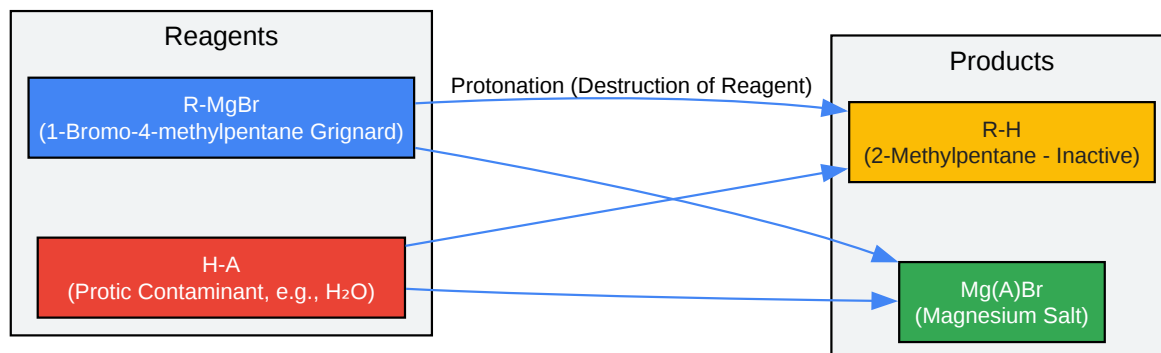 Reagents
R-MgBr
(1-Bromo-4-methylpentane Grignard)
H-A
(Protic Contaminant, e.g., H₂O)
Protonation (Destruction of Reagent)
Products
R-H
(2-Methylpentane - Inactive)
Mg(A)Br
(Magnesium Salt)